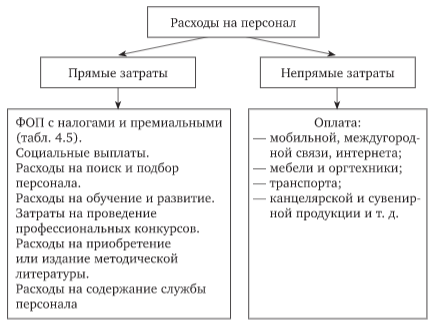 Расходы на персонал
Прямые затраты
Непрямые затраты
ФОП с налогами и премиальными
(табл. 4.5).
Социальные выплаты.
Расходы на поиск и подбор
персонала.
Расходы на обучение и развитие.
Затраты на проведение
профессиональных конкурсов.
Расходы на приобретение
или издание методической
литературы.
Расходы на содержание службы
персонала
Оплата:
— мобильной, междугород-
ной связи, интернета;
— мебели и оргтехники;
— транспорта;
— канцелярской и сувенир-
ной продукции и т. д.